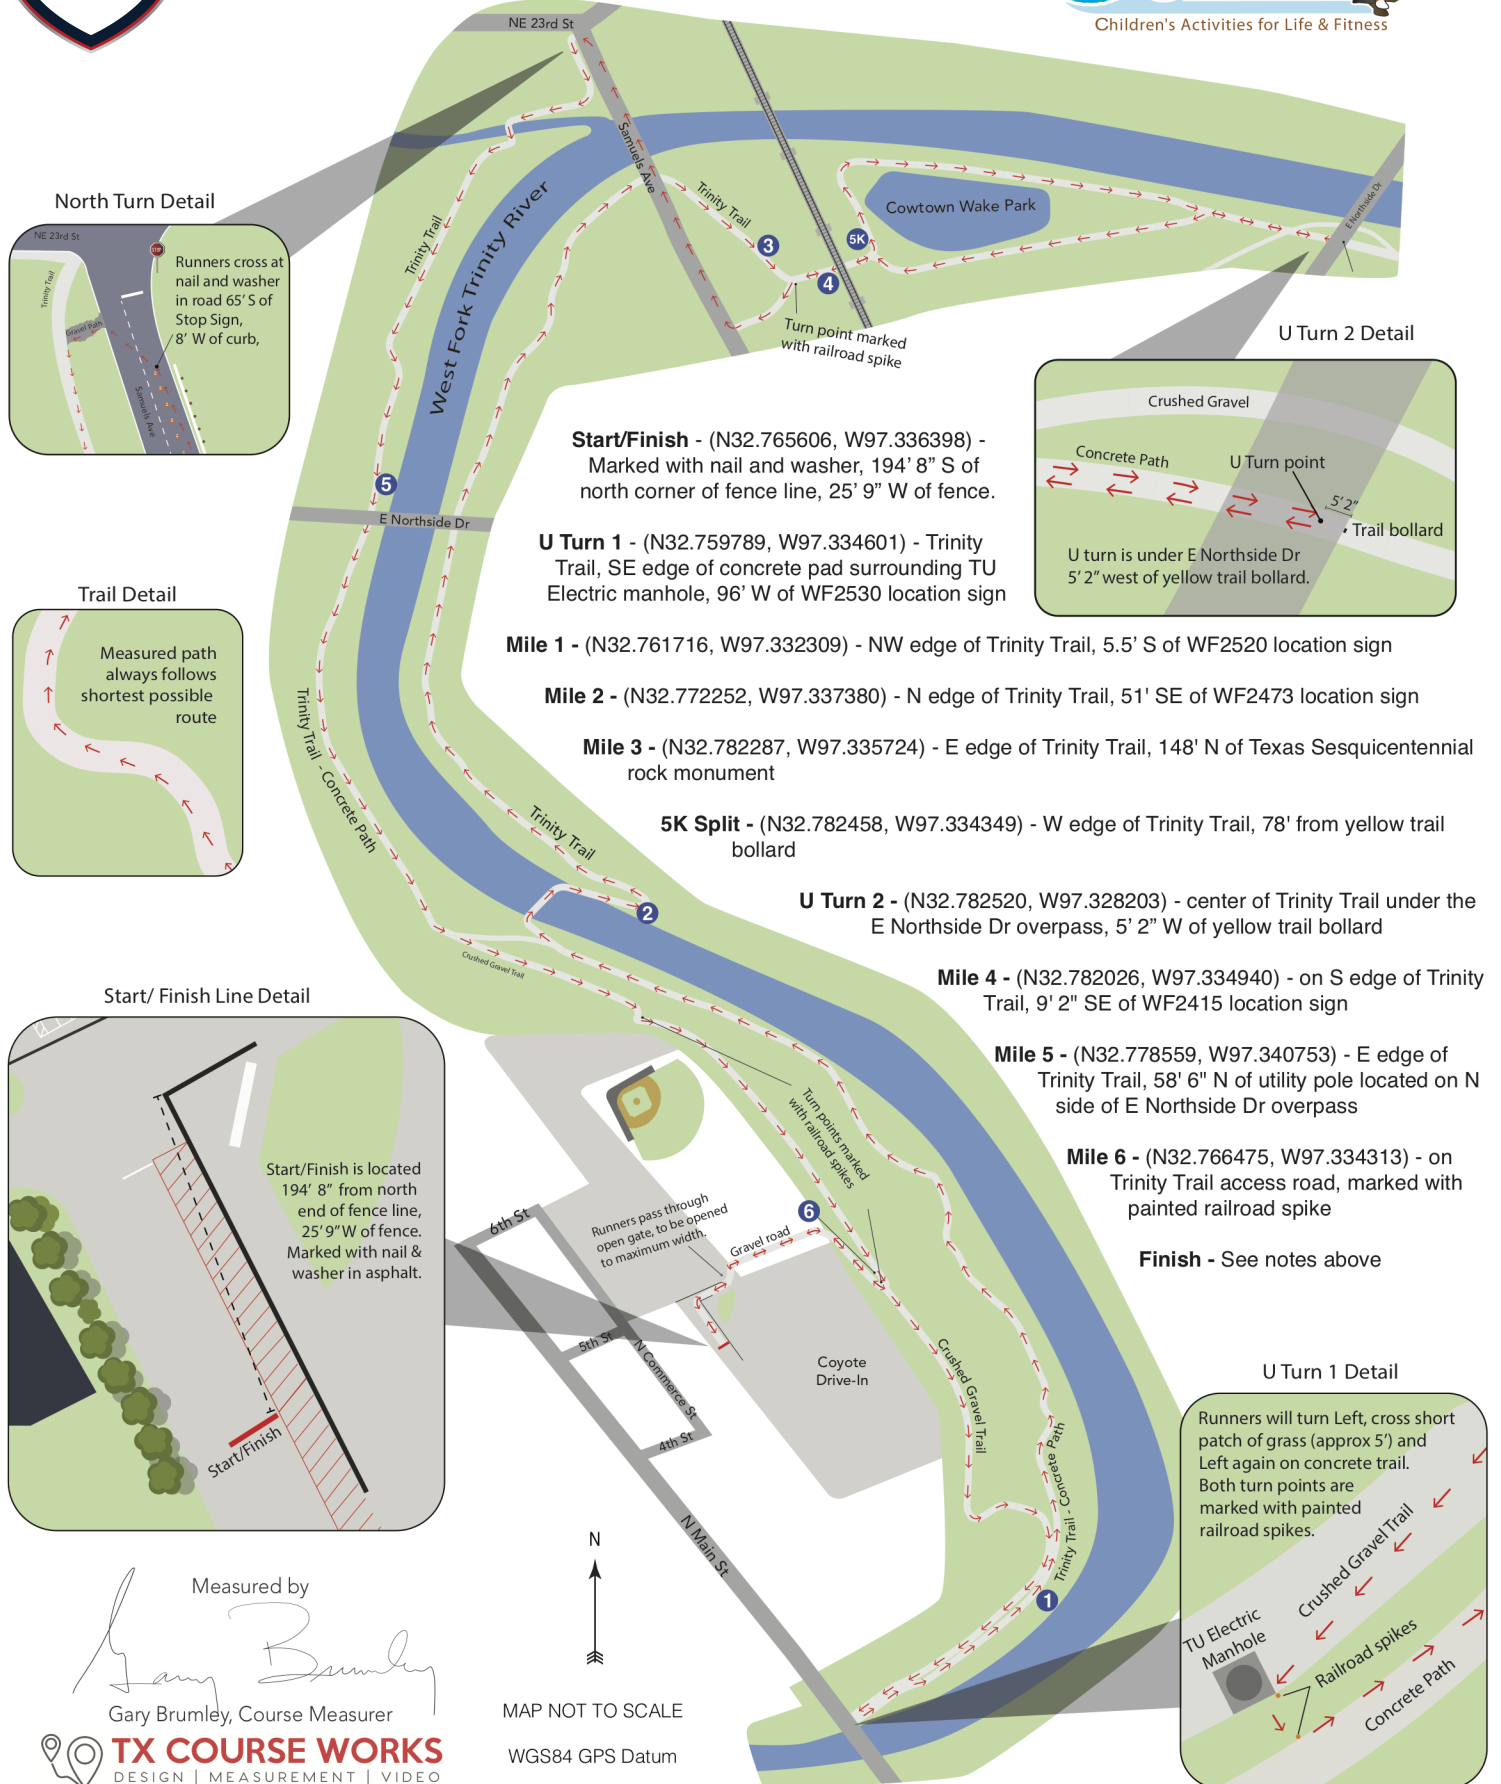 Children's Activities for Life & Fitness
NE 23rd St
Samuels Ave
Trinity Trail
Trinity Trail
West Fork Trinity River
Cowtown Wake Park
E Northside Dr
3
5K
4
Turn point marked
with railroad spike
North Turn Detail
NE 23rd St
STOP
Trinity Trail
Gravel Path
Samuels Ave
Runners cross at
nail and washer
in road 65' S of
Stop Sign,
8' W of curb,
U Turn 2 Detail
Crushed Gravel
Concrete Path
U Turn point
5' 2"
Trail bollard
U turn is under E Northside Dr
5' 2" west of yellow trail bollard.
5
E Northside Dr
Start/Finish - (N32.765606, W97.336398) -
Marked with nail and washer, 194' 8" S of
north corner of fence line, 25' 9" W of fence.
U Turn 1 - (N32.759789, W97.334601) - Trinity
Trail, SE edge of concrete pad surrounding TU
Electric manhole, 96' W of WF2530 location sign
Mile 1 - (N32.761716, W97.332309) - NW edge of Trinity Trail, 5.5' S of WF2520 location sign
Mile 2 - (N32.772252, W97.337380) - N edge of Trinity Trail, 51' SE of WF2473 location sign
Mile 3 - (N32.782287, W97.335724) - E edge of Trinity Trail, 148' N of Texas Sesquicentennial
rock monument
5K Split - (N32.782458, W97.334349) - W edge of Trinity Trail, 78' from yellow trail
bollard
U Turn 2 - (N32.782520, W97.328203) - center of Trinity Trail under the
E Northside Dr overpass, 5' 2" W of yellow trail bollard
Mile 4 - (N32.782026, W97.334940) - on S edge of Trinity
Trail, 9' 2" SE of WF2415 location sign
Mile 5 - (N32.778559, W97.340753) - E edge of
Trinity Trail, 58' 6" N of utility pole located on N
side of E Northside Dr overpass
Mile 6 - (N32.766475, W97.334313) - on
Trinity Trail access road, marked with
painted railroad spike
Finish - See notes above
Trail Detail
Measured path
always follows
shortest possible
route
Trinity Trail - Concrete Path
Trinity Trail
2
Crushed Gravel Trail
Start/ Finish Line Detail
Start/Finish is located
194' 8" from north
end of fence line,
25' 9" W of fence.
Marked with nail &
washer in asphalt.
Start/Finish
Turn points marked
with railroad spikes
6
6th St
Runners pass through
open gate, to be opened
to maximum width.
Gravel road
5th St
N Commerce St
4th St
N Main St
Coyote
Drive-In
Crushed Gravel Trail
Trinity Trail - Concrete Path
1
U Turn 1 Detail
Runners will turn Left, cross short
patch of grass (approx 5') and
Left again on concrete trail.
Both turn points are
marked with painted
railroad spikes.
Crushed Gravel Trail
TU Electric
Manhole
Railroad spikes
Concrete Path
N
MAP NOT TO SCALE
WGS84 GPS Datum
Measured by
Gary Brumley
Gary Brumley, Course Measurer
TX COURSE WORKS
DESIGN | MEASUREMENT | VIDEO